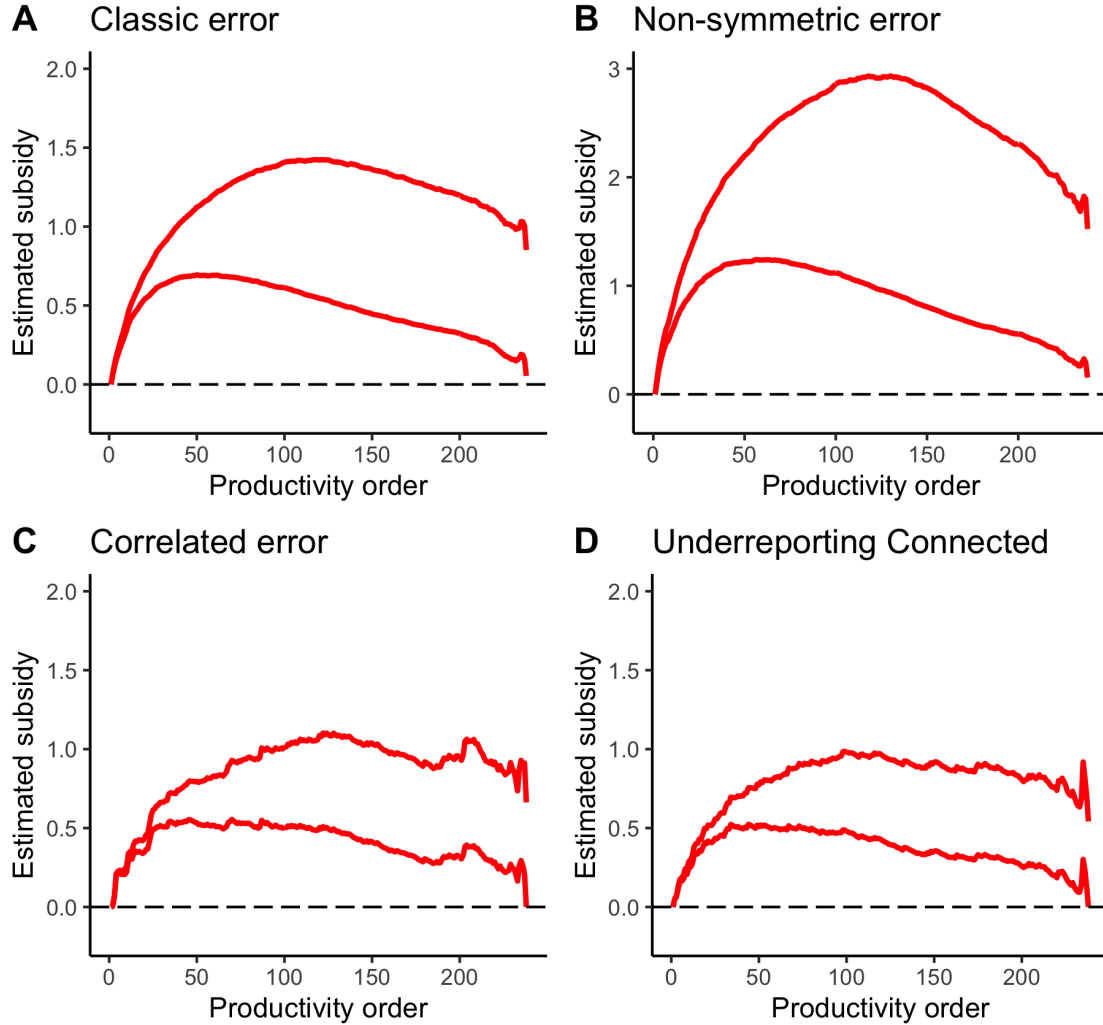 A Classic error
2.0
1.5
1.0
0.5
0.0
Estimated subsidy
0 50 100 150 200
Productivity order
B Non-symmetric error
3
2
1
0
Estimated subsidy
0 50 100 150 200
Productivity order
C Correlated error
2.0
1.5
1.0
0.5
0.0
Estimated subsidy
0 50 100 150 200
Productivity order
D Underreporting Connected
2.0
1.5
1.0
0.5
0.0
Estimated subsidy
0 50 100 150 200
Productivity order